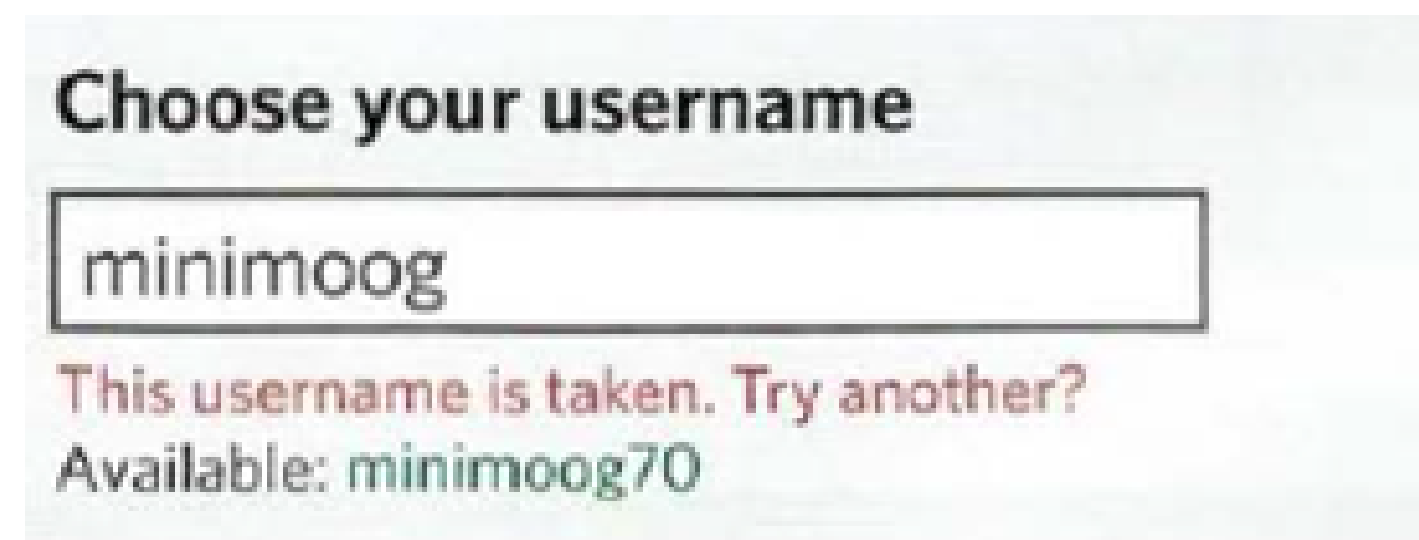 Choose your username
minimoog
This username is taken. Try another?
Available: minimoog70